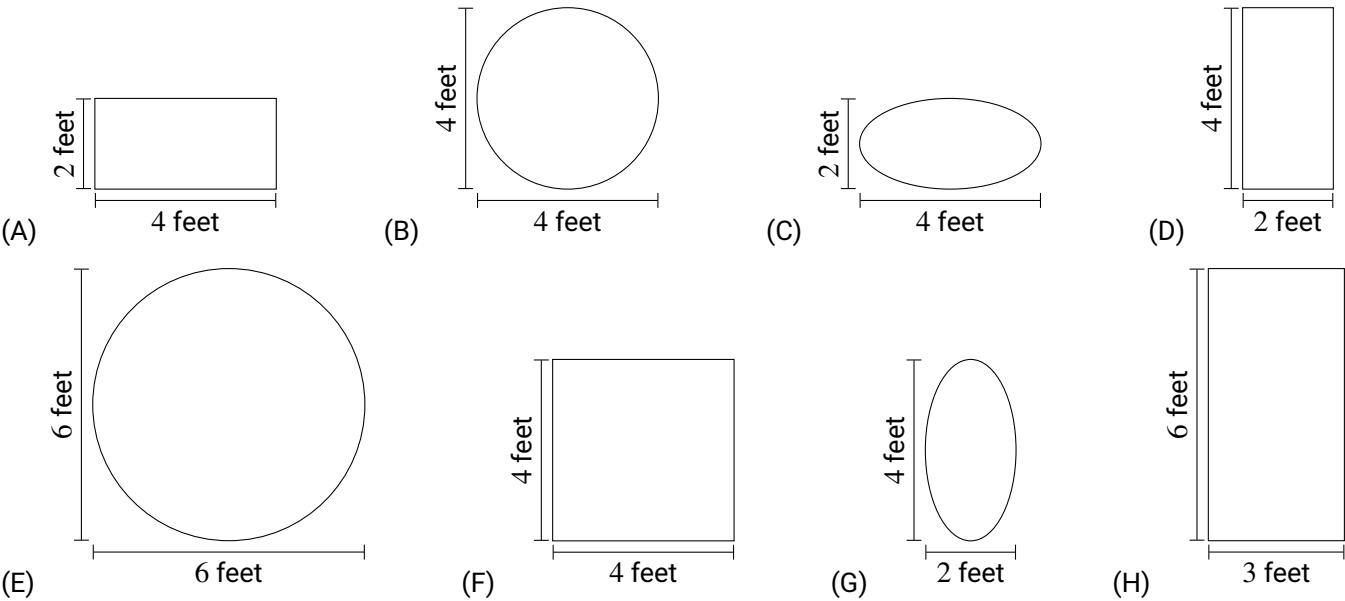 2 feet
4 feet
(A)
4 feet
4 feet
(B)
2 feet
4 feet
(C)
4 feet
2 feet
(D)
6 feet
6 feet
(E)
4 feet
4 feet
(F)
4 feet
2 feet
(G)
6 feet
3 feet
(H)